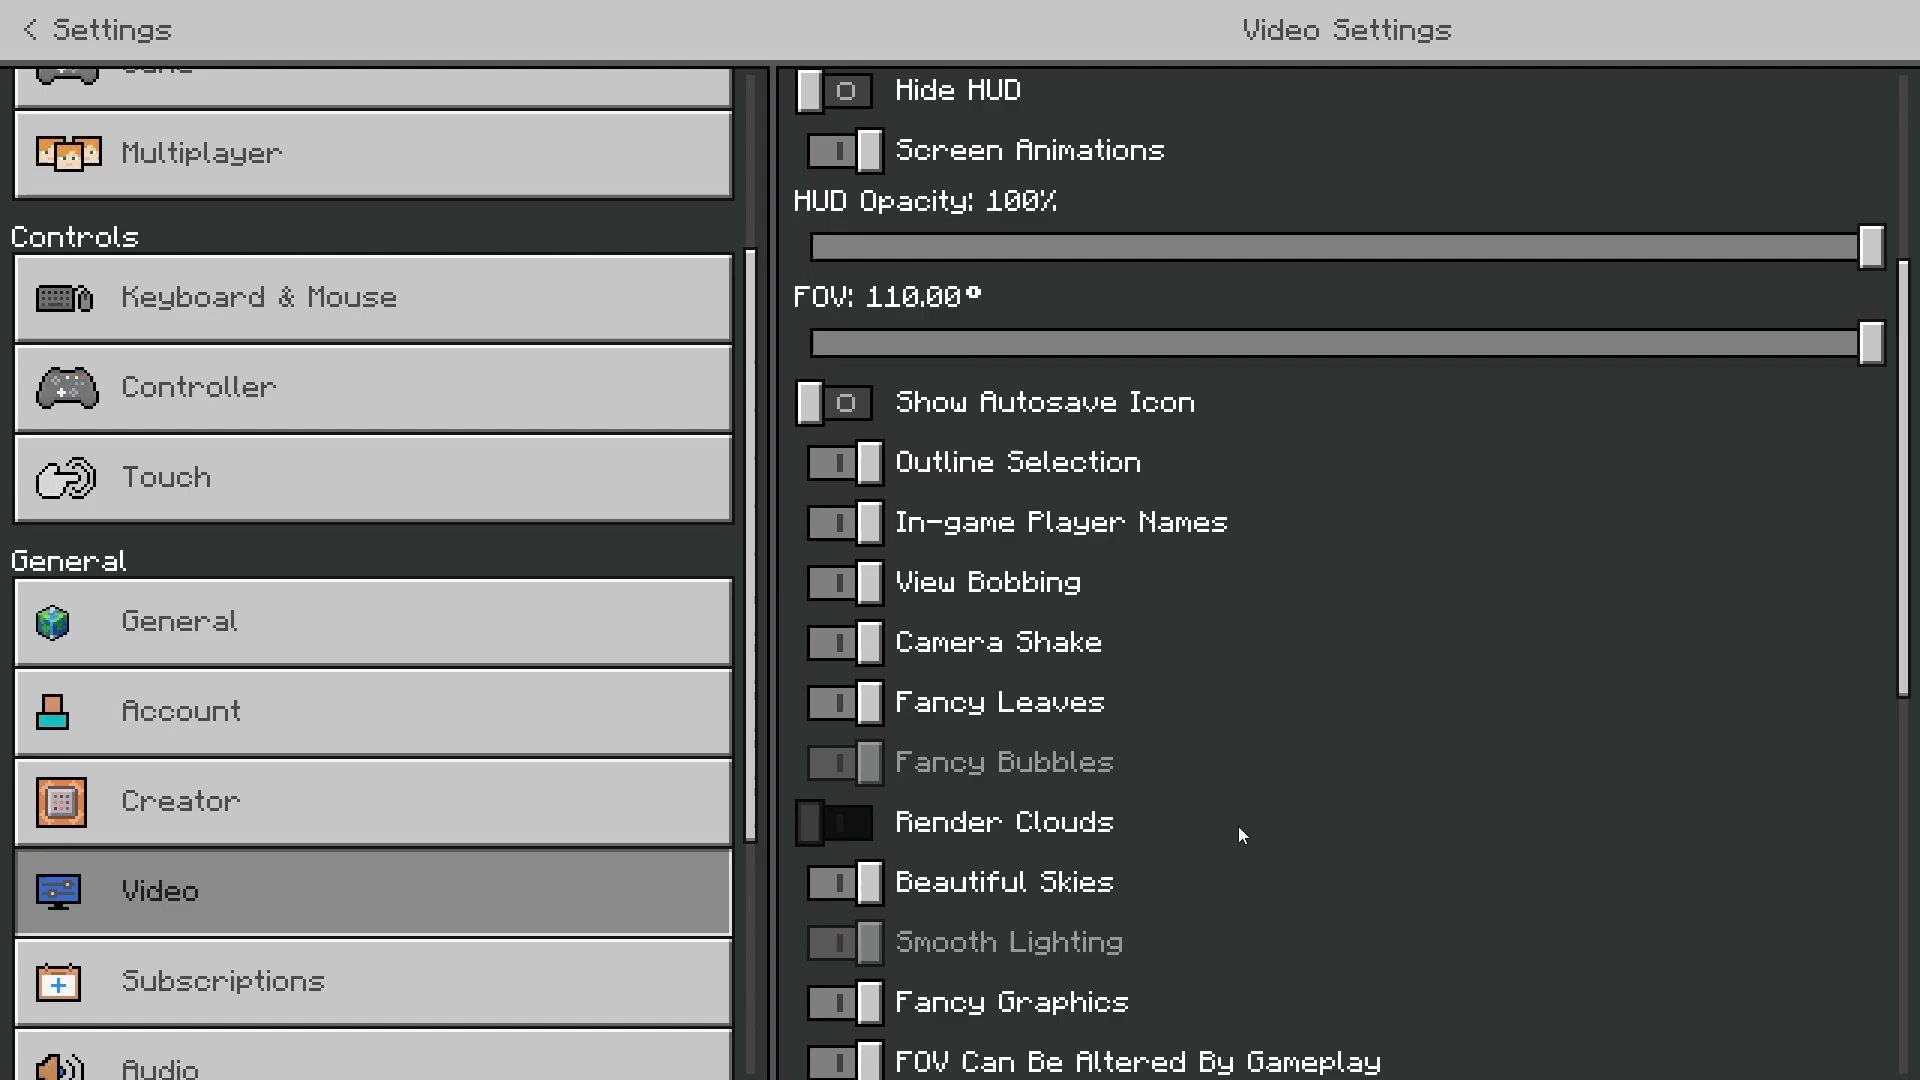 Settings
Video Settings
Multiplayer
Controls
Keyboard & Mouse
Controller
Touch
General
General
Account
Creator
Video
Subscriptions
Audio
Hide HUD
Screen Animations
HUD Opacity: 100%
FOV: 110.00°
Show Autosave Icon
Outline Selection
In-game Player Names
View Bobbing
Camera Shake
Fancy Leaves
Fancy Bubbles
Render Clouds
Beautiful Skies
Smooth Lighting
Fancy Graphics
FOV Can Be Altered By Gameplay